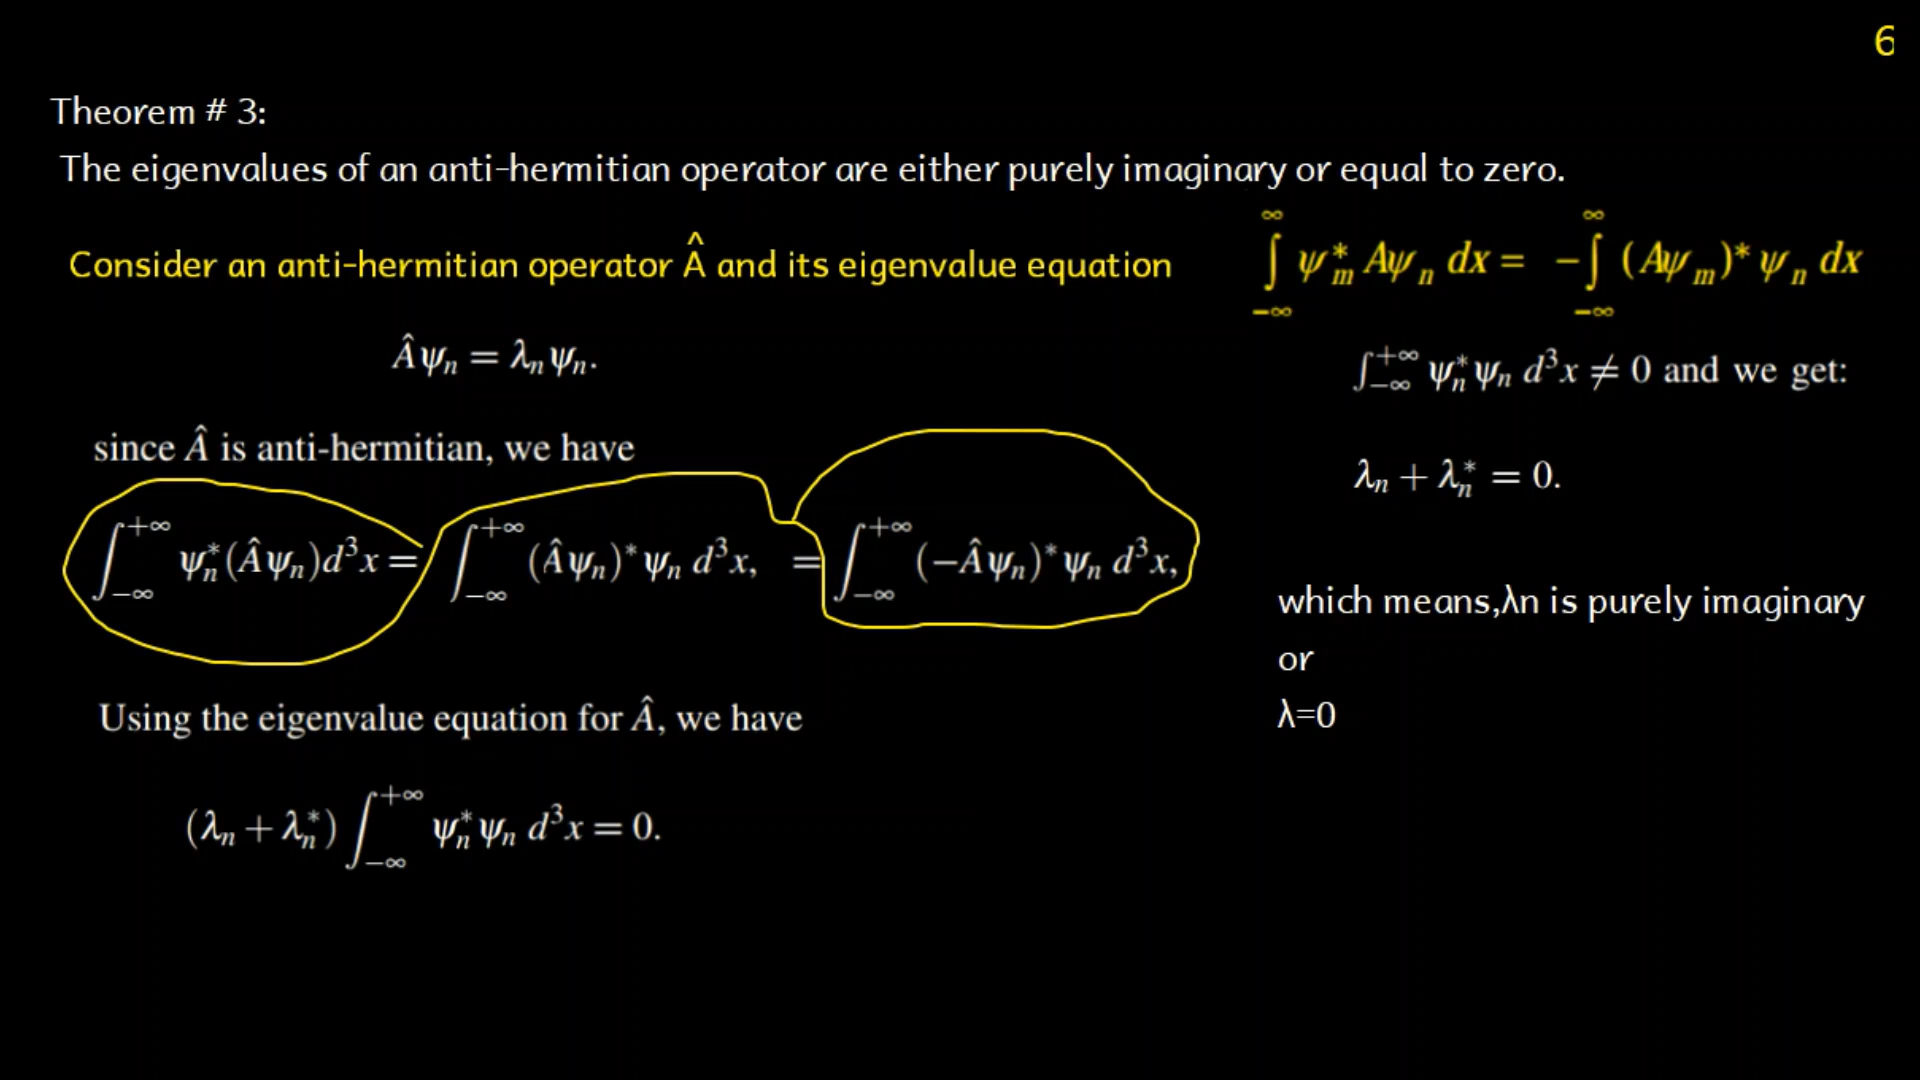 6
Theorem # 3:
The eigenvalues of an anti-hermitian operator are either purely imaginary or equal to zero.
Consider an anti-hermitian operator Â and its eigenvalue equation
∫_{-∞}^{∞} ψ*_m Aψ_n dx = -∫_{-∞}^{∞} (Aψ_m)* ψ_n dx
Âψ_n = λ_nψ_n.
since Â is anti-hermitian, we have
∫_{-∞}^{+∞} ψ*_n(Âψ_n)d³x = ∫_{-∞}^{+∞} (Âψ_n)*ψ_n d³x, = ∫_{-∞}^{+∞} (-Âψ_n)*ψ_n d³x,
Using the eigenvalue equation for Â, we have
(λ_n + λ*_n) ∫_{-∞}^{+∞} ψ*_nψ_n d³x = 0.
∫_{-∞}^{+∞} ψ*_nψ_n d³x ≠ 0 and we get:
λ_n + λ*_n = 0.
which means,λn is purely imaginary
or
λ=0